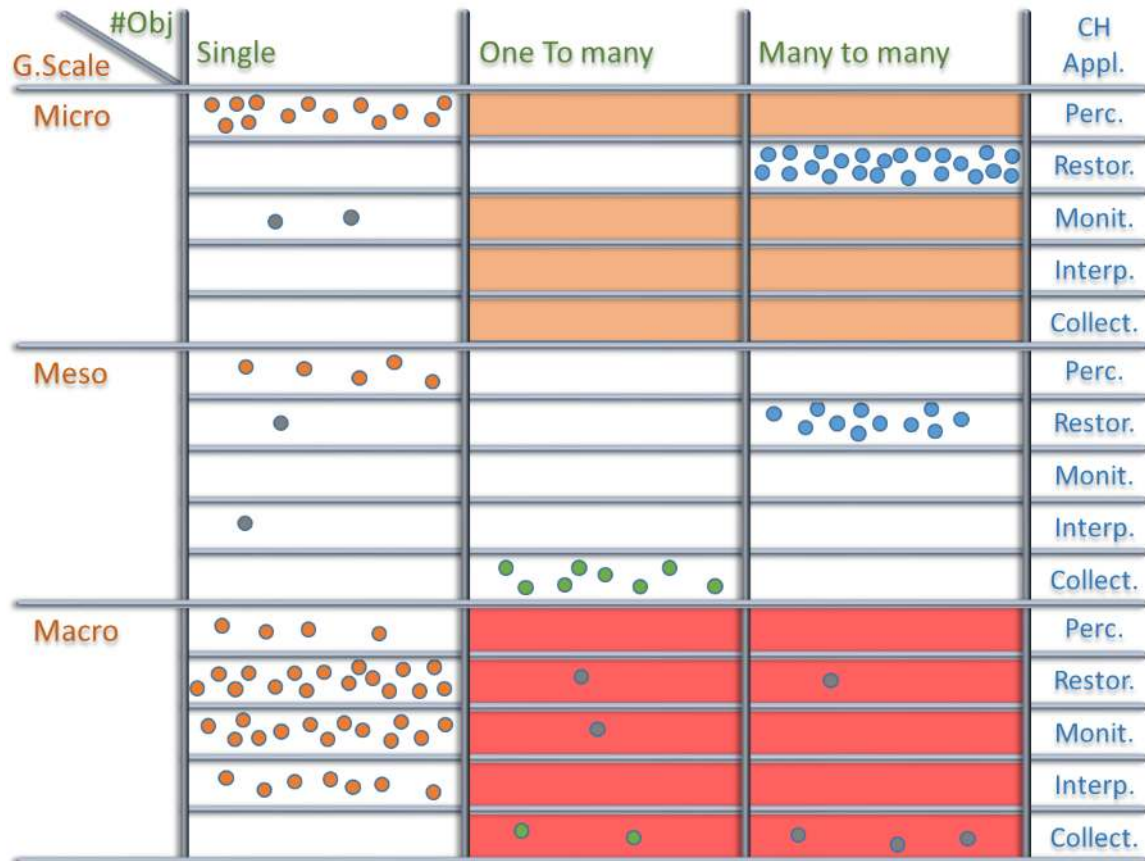 #Obj
G.Scale
Single
One To many
Many to many
CH
Appl.
Micro
Perc.
Restor.
Monit.
Interp.
Collect.
Meso
Perc.
Restor.
Monit.
Interp.
Collect.
Macro
Perc.
Restor.
Monit.
Interp.
Collect.